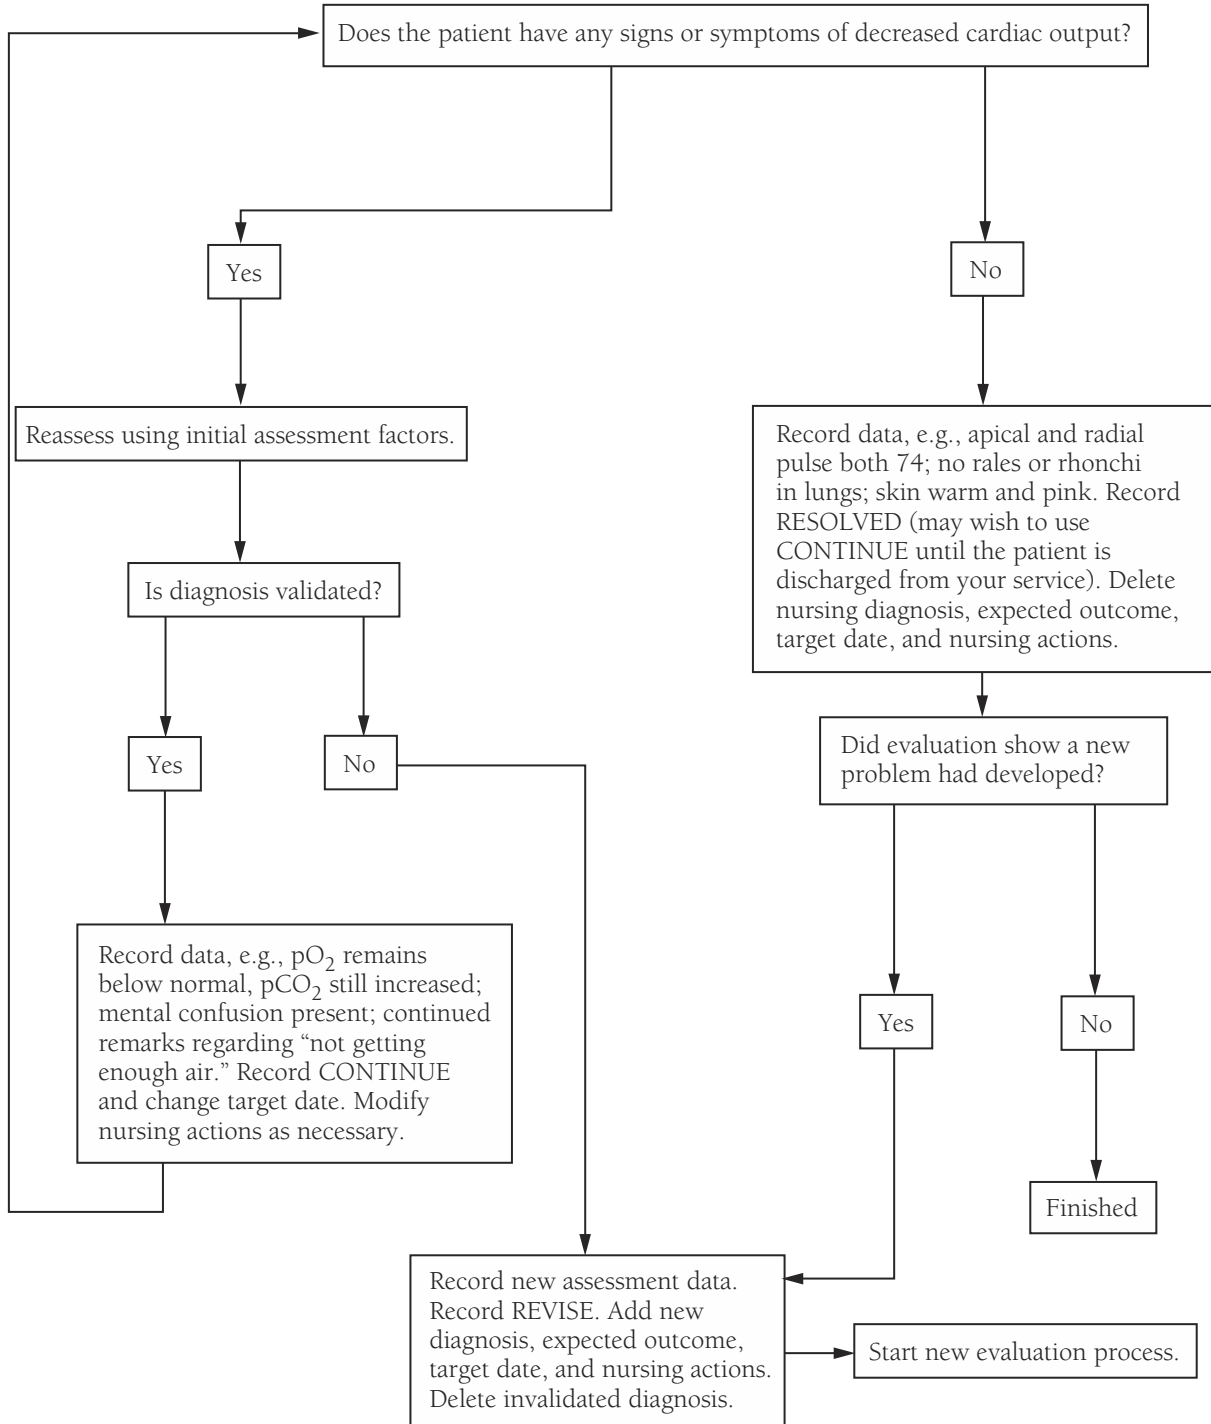 Does the patient have any signs or symptoms of decreased cardiac output?
Yes
No
Reassess using initial assessment factors.
Record data, e.g., apical and radial
pulse both 74; no rales or rhonchi
in lungs; skin warm and pink. Record
RESOLVED (may wish to use
CONTINUE until the patient is
discharged from your service). Delete
nursing diagnosis, expected outcome,
target date, and nursing actions.
Is diagnosis validated?
Yes
No
Did evaluation show a new
problem had developed?
Record data, e.g., pO₂ remains
below normal, pCO₂ still increased;
mental confusion present; continued
remarks regarding “not getting
enough air.” Record CONTINUE
and change target date. Modify
nursing actions as necessary.
Yes
No
Finished
Record new assessment data.
Record REVISE. Add new
diagnosis, expected outcome,
target date, and nursing actions.
Delete invalidated diagnosis.
Start new evaluation process.